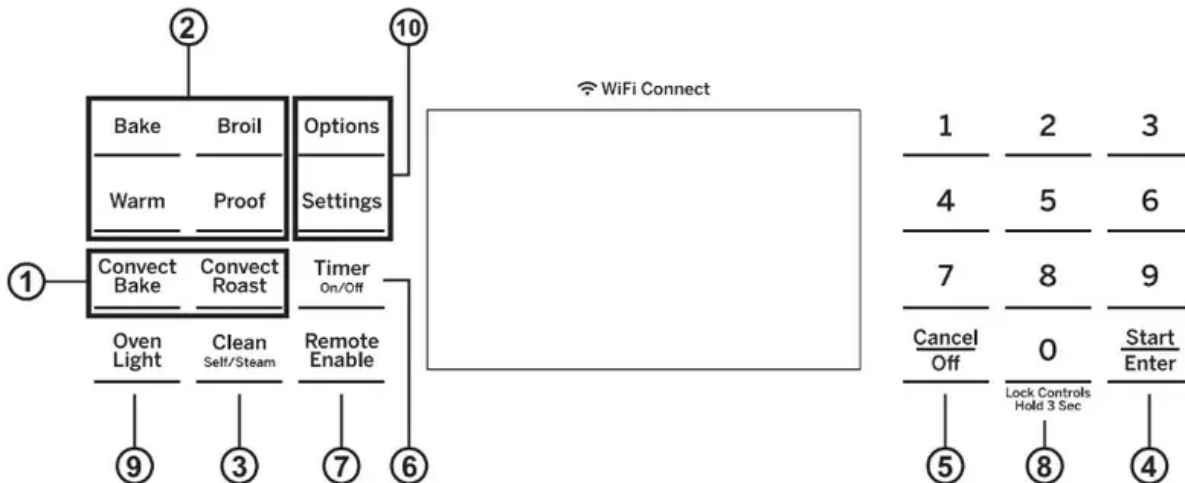 2
10
WiFi Connect
Bake Broil Options
1 2 3
Warm Proof Settings
4 5 6
1
Convect Bake
Convect Roast
Timer
On/Off
7 8 9
Oven Light
Clean
Self/Steam
Remote Enable
Cancel
Off
0
Start
Enter
Lock Controls
Hold 3 Sec
9 3 7 6 5 8 4